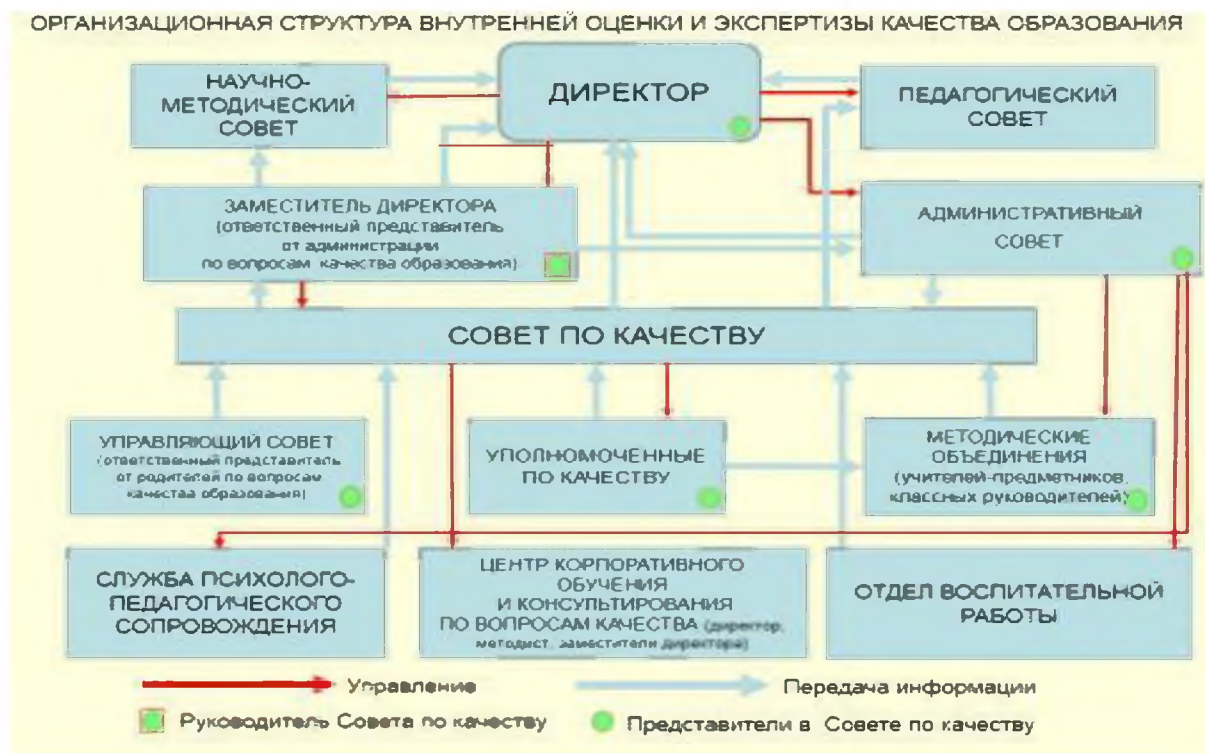 ОРГАНИЗАЦИОННАЯ СТРУКТУРА ВНУТРЕННЕЙ ОЦЕНКИ И ЭКСПЕРТИЗЫ КАЧЕСТВА ОБРАЗОВАНИЯ
НАУЧНО-
МЕТОДИЧЕСКИЙ
СОВЕТ
ДИРЕКТОР
ПЕДАГОГИЧЕСКИЙ
СОВЕТ
ЗАМЕСТИТЕЛЬ ДИРЕКТОРА
(ответственный представитель
от администрации
по вопросам качества образования)
АДМИНИСТРАТИВНЫЙ
СОВЕТ
СОВЕТ ПО КАЧЕСТВУ
УПРАВЛЯЮЩИЙ СОВЕТ
(ответственный представитель
от родителей по вопросам
качества образования)
УПОЛНОМОЧЕННЫЕ
ПО КАЧЕСТВУ
МЕТОДИЧЕСКИЕ
ОБЪЕДИНЕНИЯ
(учителей-предметников,
классных руководителей)
СЛУЖБА ПСИХОЛОГО-
ПЕДАГОГИЧЕСКОГО
СОПРОВОЖДЕНИЯ
ЦЕНТР КОРПОРАТИВНОГО
ОБУЧЕНИЯ
И КОНСУЛЬТИРОВАНИЯ
ПО ВОПРОСАМ КАЧЕСТВА (директор,
методист, заместители директора)
ОТДЕЛ ВОСПИТАТЕЛЬНОЙ
РАБОТЫ
Управление
Передача информации
Руководитель Совета по качеству
Представители в Совете по качеству